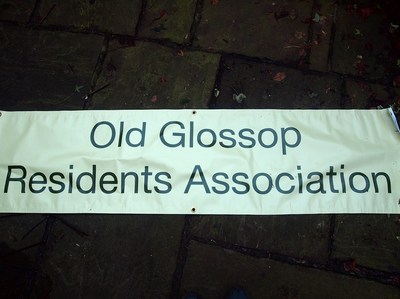 Old Glossop
Residents Association